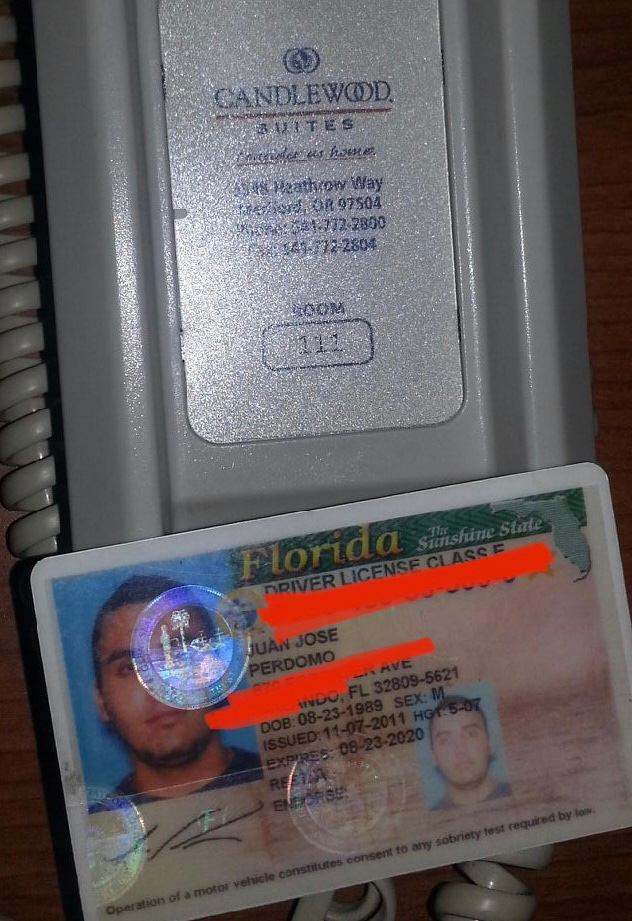 CANDLEWOOD
SUITES
Consider us home.
Heathrow Way
Medford, OR 97504
Phone: 541-772-2800
Fax: 541-772-2804
ROOM
111
Florida
The
Sunshine State
DRIVER LICENSE CLASS E
JUAN JOSE
PERDOMO
AVE
FL 32809-5621
DOB: 08-23-1989 SEX: M
ISSUED: 11-07-2011 HGT: 5-07
EXPIRES: 08-23-2020
REST: A
ENDORSE:
Operation of a motor vehicle constitutes consent to any sobriety test required by law.